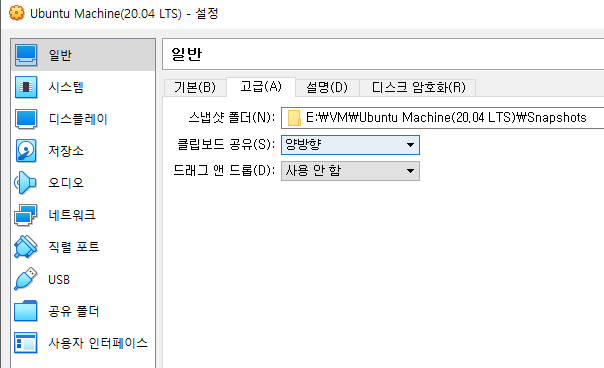 Ubuntu Machine(20.04 LTS) - 설정
일반
시스템
디스플레이
저장소
오디오
네트워크
직렬 포트
USB
공유 폴더
사용자 인터페이스
일반
기본(B) 고급(A) 설명(D) 디스크 암호화(R)
스냅샷 폴더(N): E:₩VM₩Ubuntu Machine(20,04 LTS)₩Snapshots
클립보드 공유(S): 양방향
드래그 앤 드롭(D): 사용 안 함